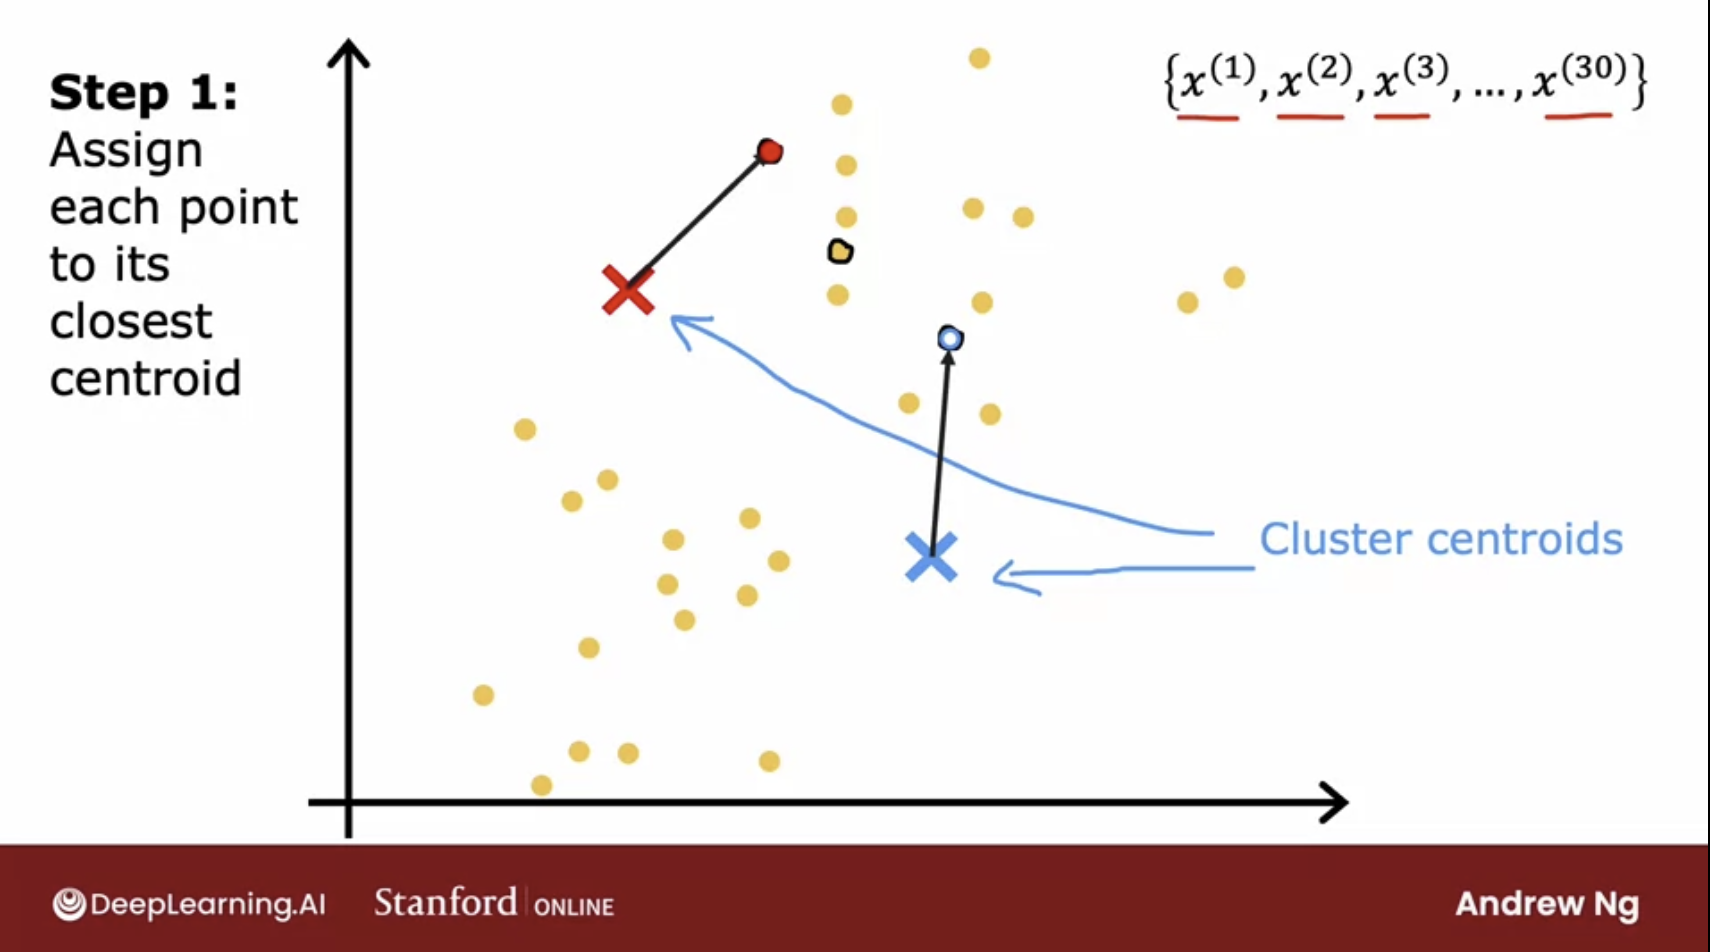 Step 1:
Assign
each point
to its
closest
centroid
{x^(1), x^(2), x^(3), ..., x^(30)}
Cluster centroids
DeepLearning.AI
Stanford | ONLINE
Andrew Ng